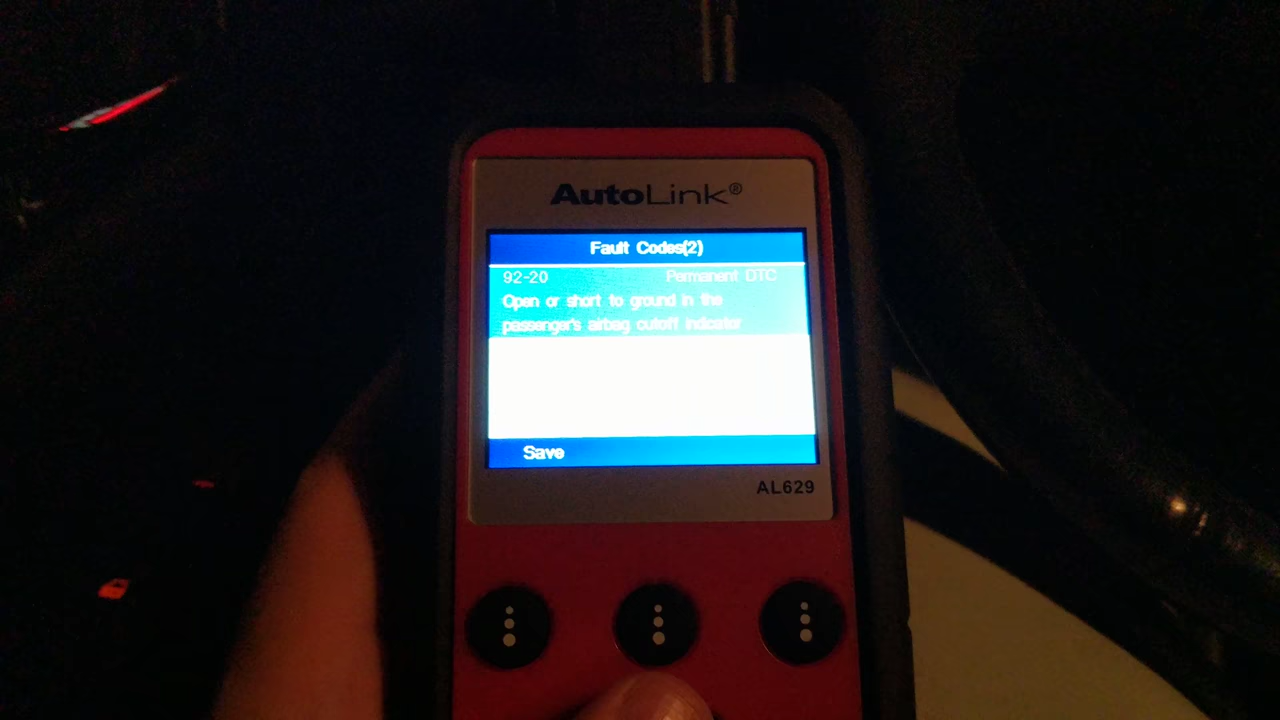 AutoLink®
Fault Codes(2)
92-20 Permanent DTC
Open or short to ground in the
passenger's airbag cutoff indicator
Save
AL629